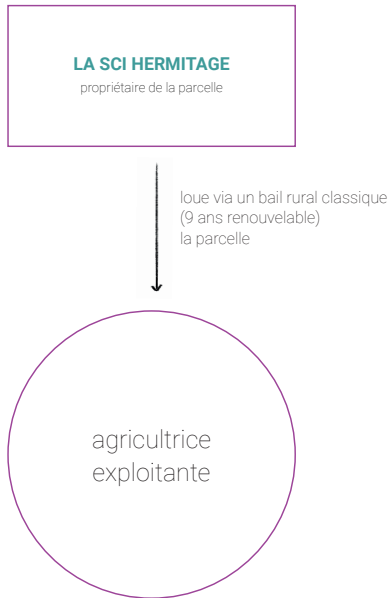 LA SCI HERMITAGE
propriétaire de la parcelle
loue via un bail rural classique
(9 ans renouvelable)
la parcelle
agricultrice
exploitante